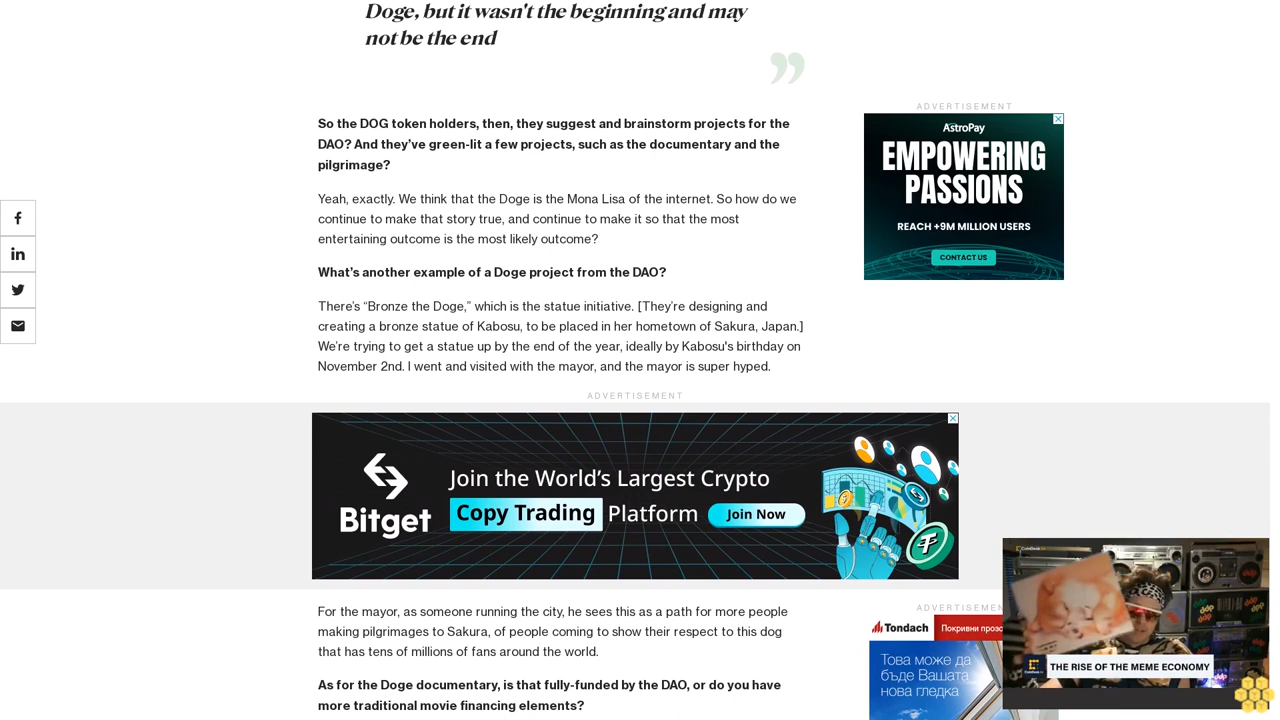 Doge, but it wasn't the beginning and may
not be the end
”
ADVERTISEMENT
AstroPay
EMPOWERING
PASSIONS
REACH +9M MILLION USERS
CONTACT US
So the DOG token holders, then, they suggest and brainstorm projects for the
DAO? And they’ve green-lit a few projects, such as the documentary and the
pilgrimage?
Yeah, exactly. We think that the Doge is the Mona Lisa of the internet. So how do we
continue to make that story true, and continue to make it so that the most
entertaining outcome is the most likely outcome?
What’s another example of a Doge project from the DAO?
There’s “Bronze the Doge,” which is the statue initiative. [They’re designing and
creating a bronze statue of Kabosu, to be placed in her hometown of Sakura, Japan.]
We’re trying to get a statue up by the end of the year, ideally by Kabosu's birthday on
November 2nd. I went and visited with the mayor, and the mayor is super hyped.
ADVERTISEMENT
Bitget
Join the World’s Largest Crypto
Copy Trading Platform
Join Now
For the mayor, as someone running the city, he sees this as a path for more people
making pilgrimages to Sakura, of people coming to show their respect to this dog
that has tens of millions of fans around the world.
As for the Doge documentary, is that fully-funded by the DAO, or do you have
more traditional movie financing elements?
ADVERTISEMEN
Tondach
Покривни прозо
Това може да
бъде Вашата
нова гледка
CoinDesk
THE RISE OF THE MEME ECONOMY